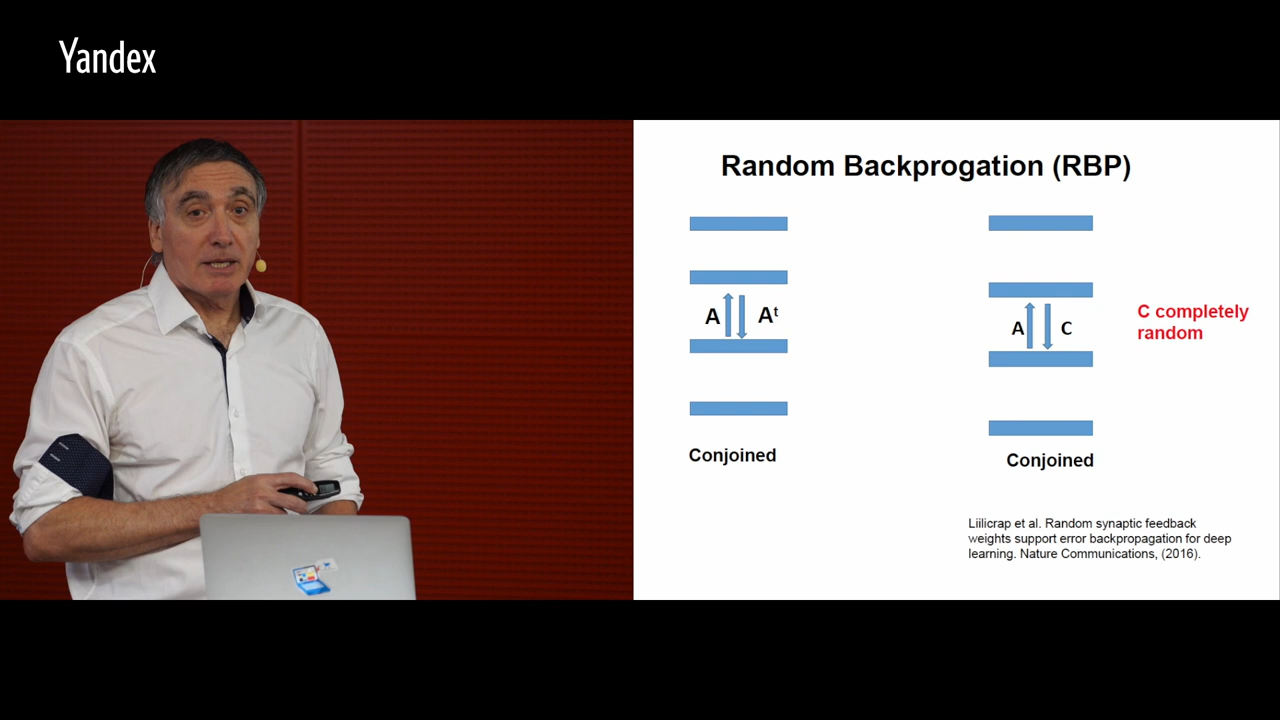 Yandex
Random Backprogation (RBP)
A
Aᵗ
A
C
C completely
random
Conjoined
Conjoined
Liilicrap et al. Random synaptic feedback
weights support error backpropagation for deep
learning. Nature Communications, (2016).